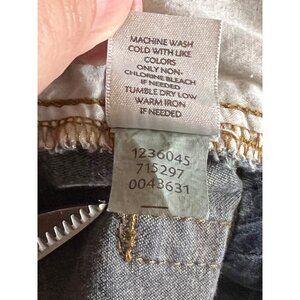 MACHINE WASH
COLD WITH LIKE
COLORS
ONLY NON-
CHLORINE BLEACH
IF NEEDED
TUMBLE DRY LOW
WARM IRON
IF NEEDED
1236045
715297
0043631